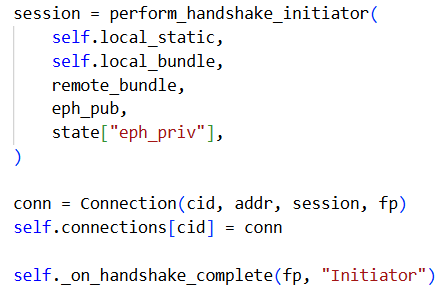 session = perform_handshake_initiator(
    self.local_static,
    self.local_bundle,
    remote_bundle,
    eph_pub,
    state["eph_priv"],
)

conn = Connection(cid, addr, session, fp)
self.connections[cid] = conn

self._on_handshake_complete(fp, "Initiator")